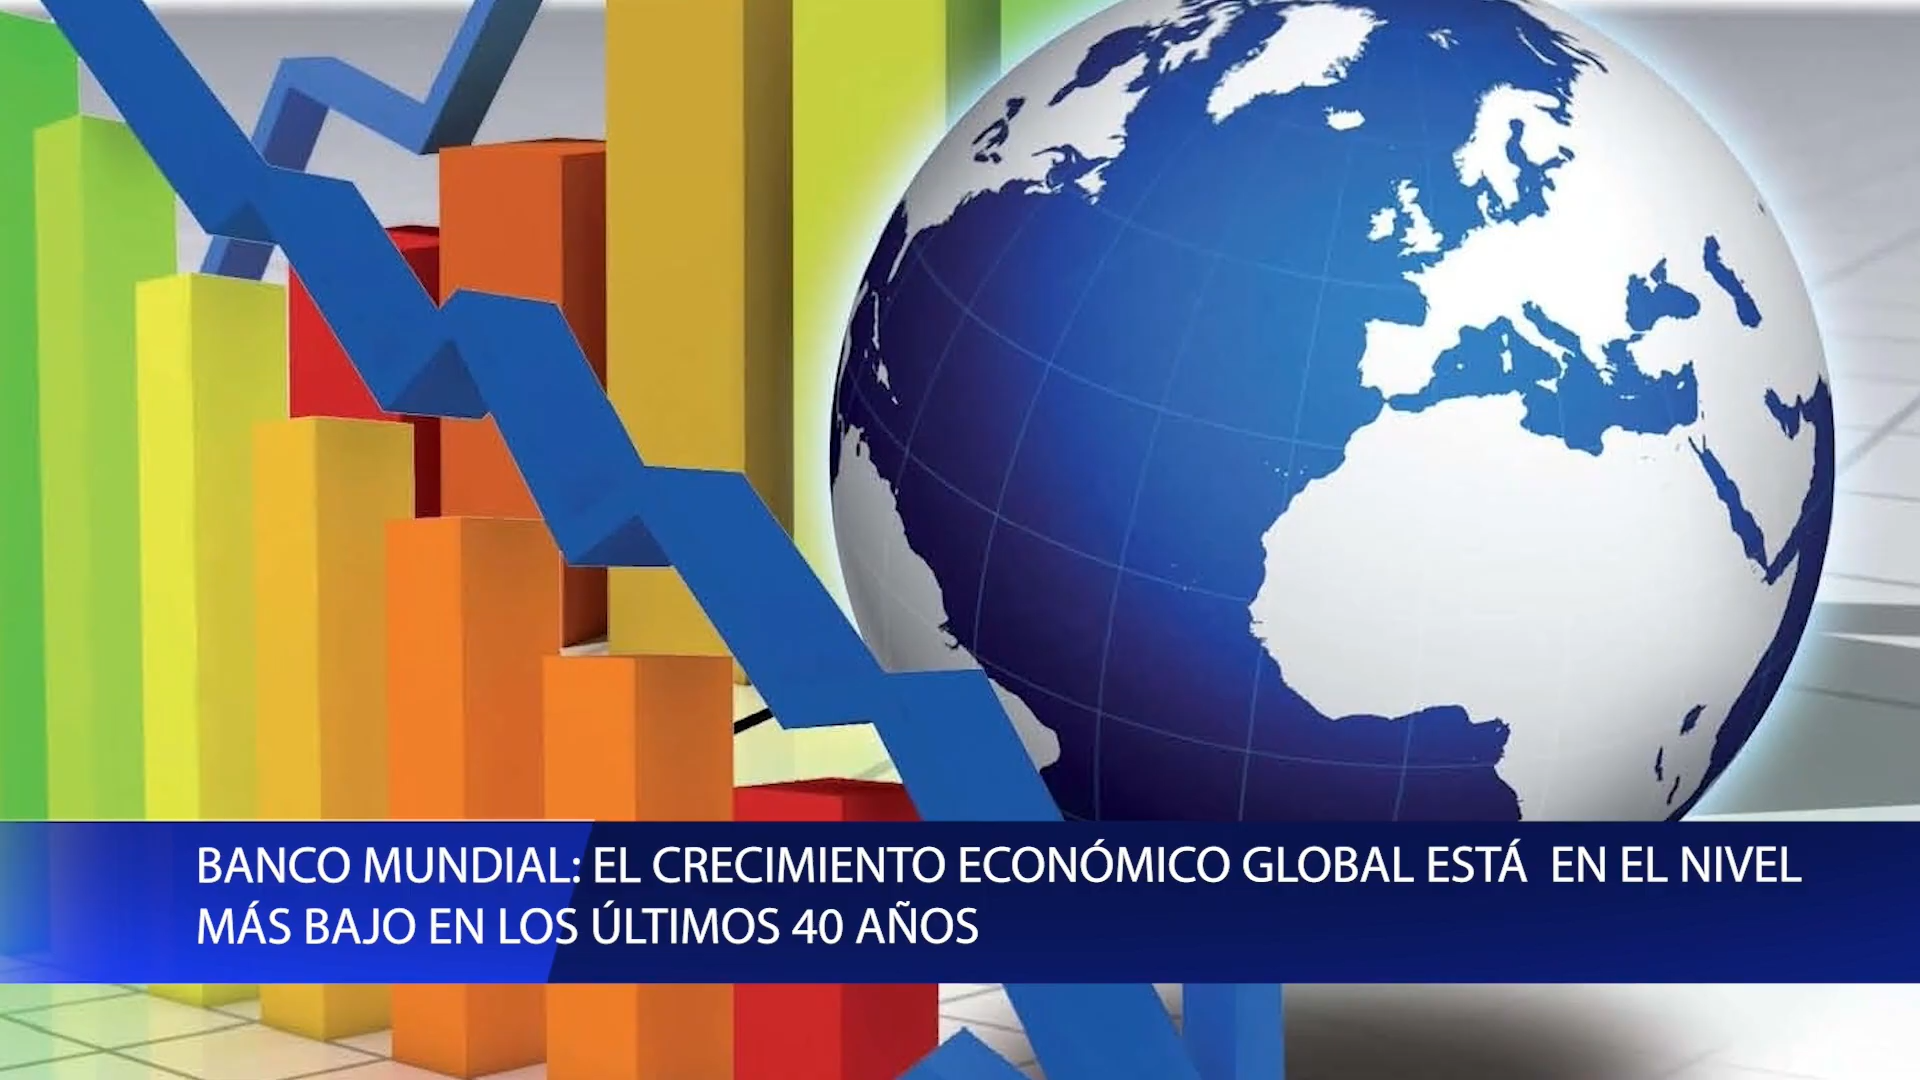 BANCO MUNDIAL: EL CRECIMIENTO ECONÓMICO GLOBAL ESTÁ  EN EL NIVEL
MÁS BAJO EN LOS ÚLTIMOS 40 AÑOS